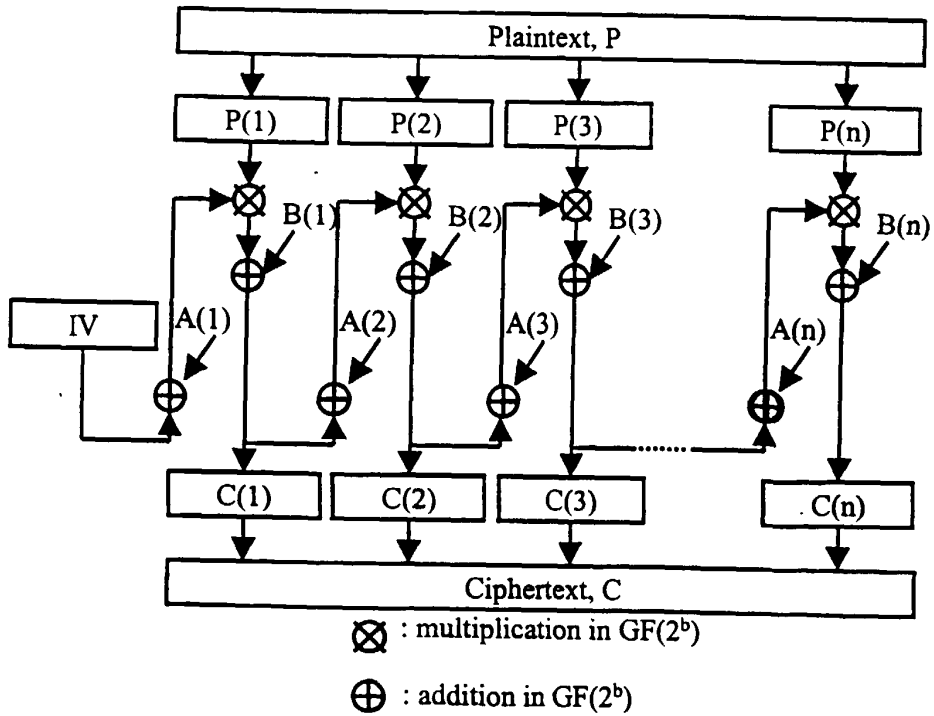 Plaintext, P
P(1) P(2) P(3) P(n)
B(1) B(2) B(3) B(n)
IV A(1) A(2) A(3) A(n)
C(1) C(2) C(3) C(n)
Ciphertext, C
⊗ : multiplication in GF(2ᵇ)
⊕ : addition in GF(2ᵇ)